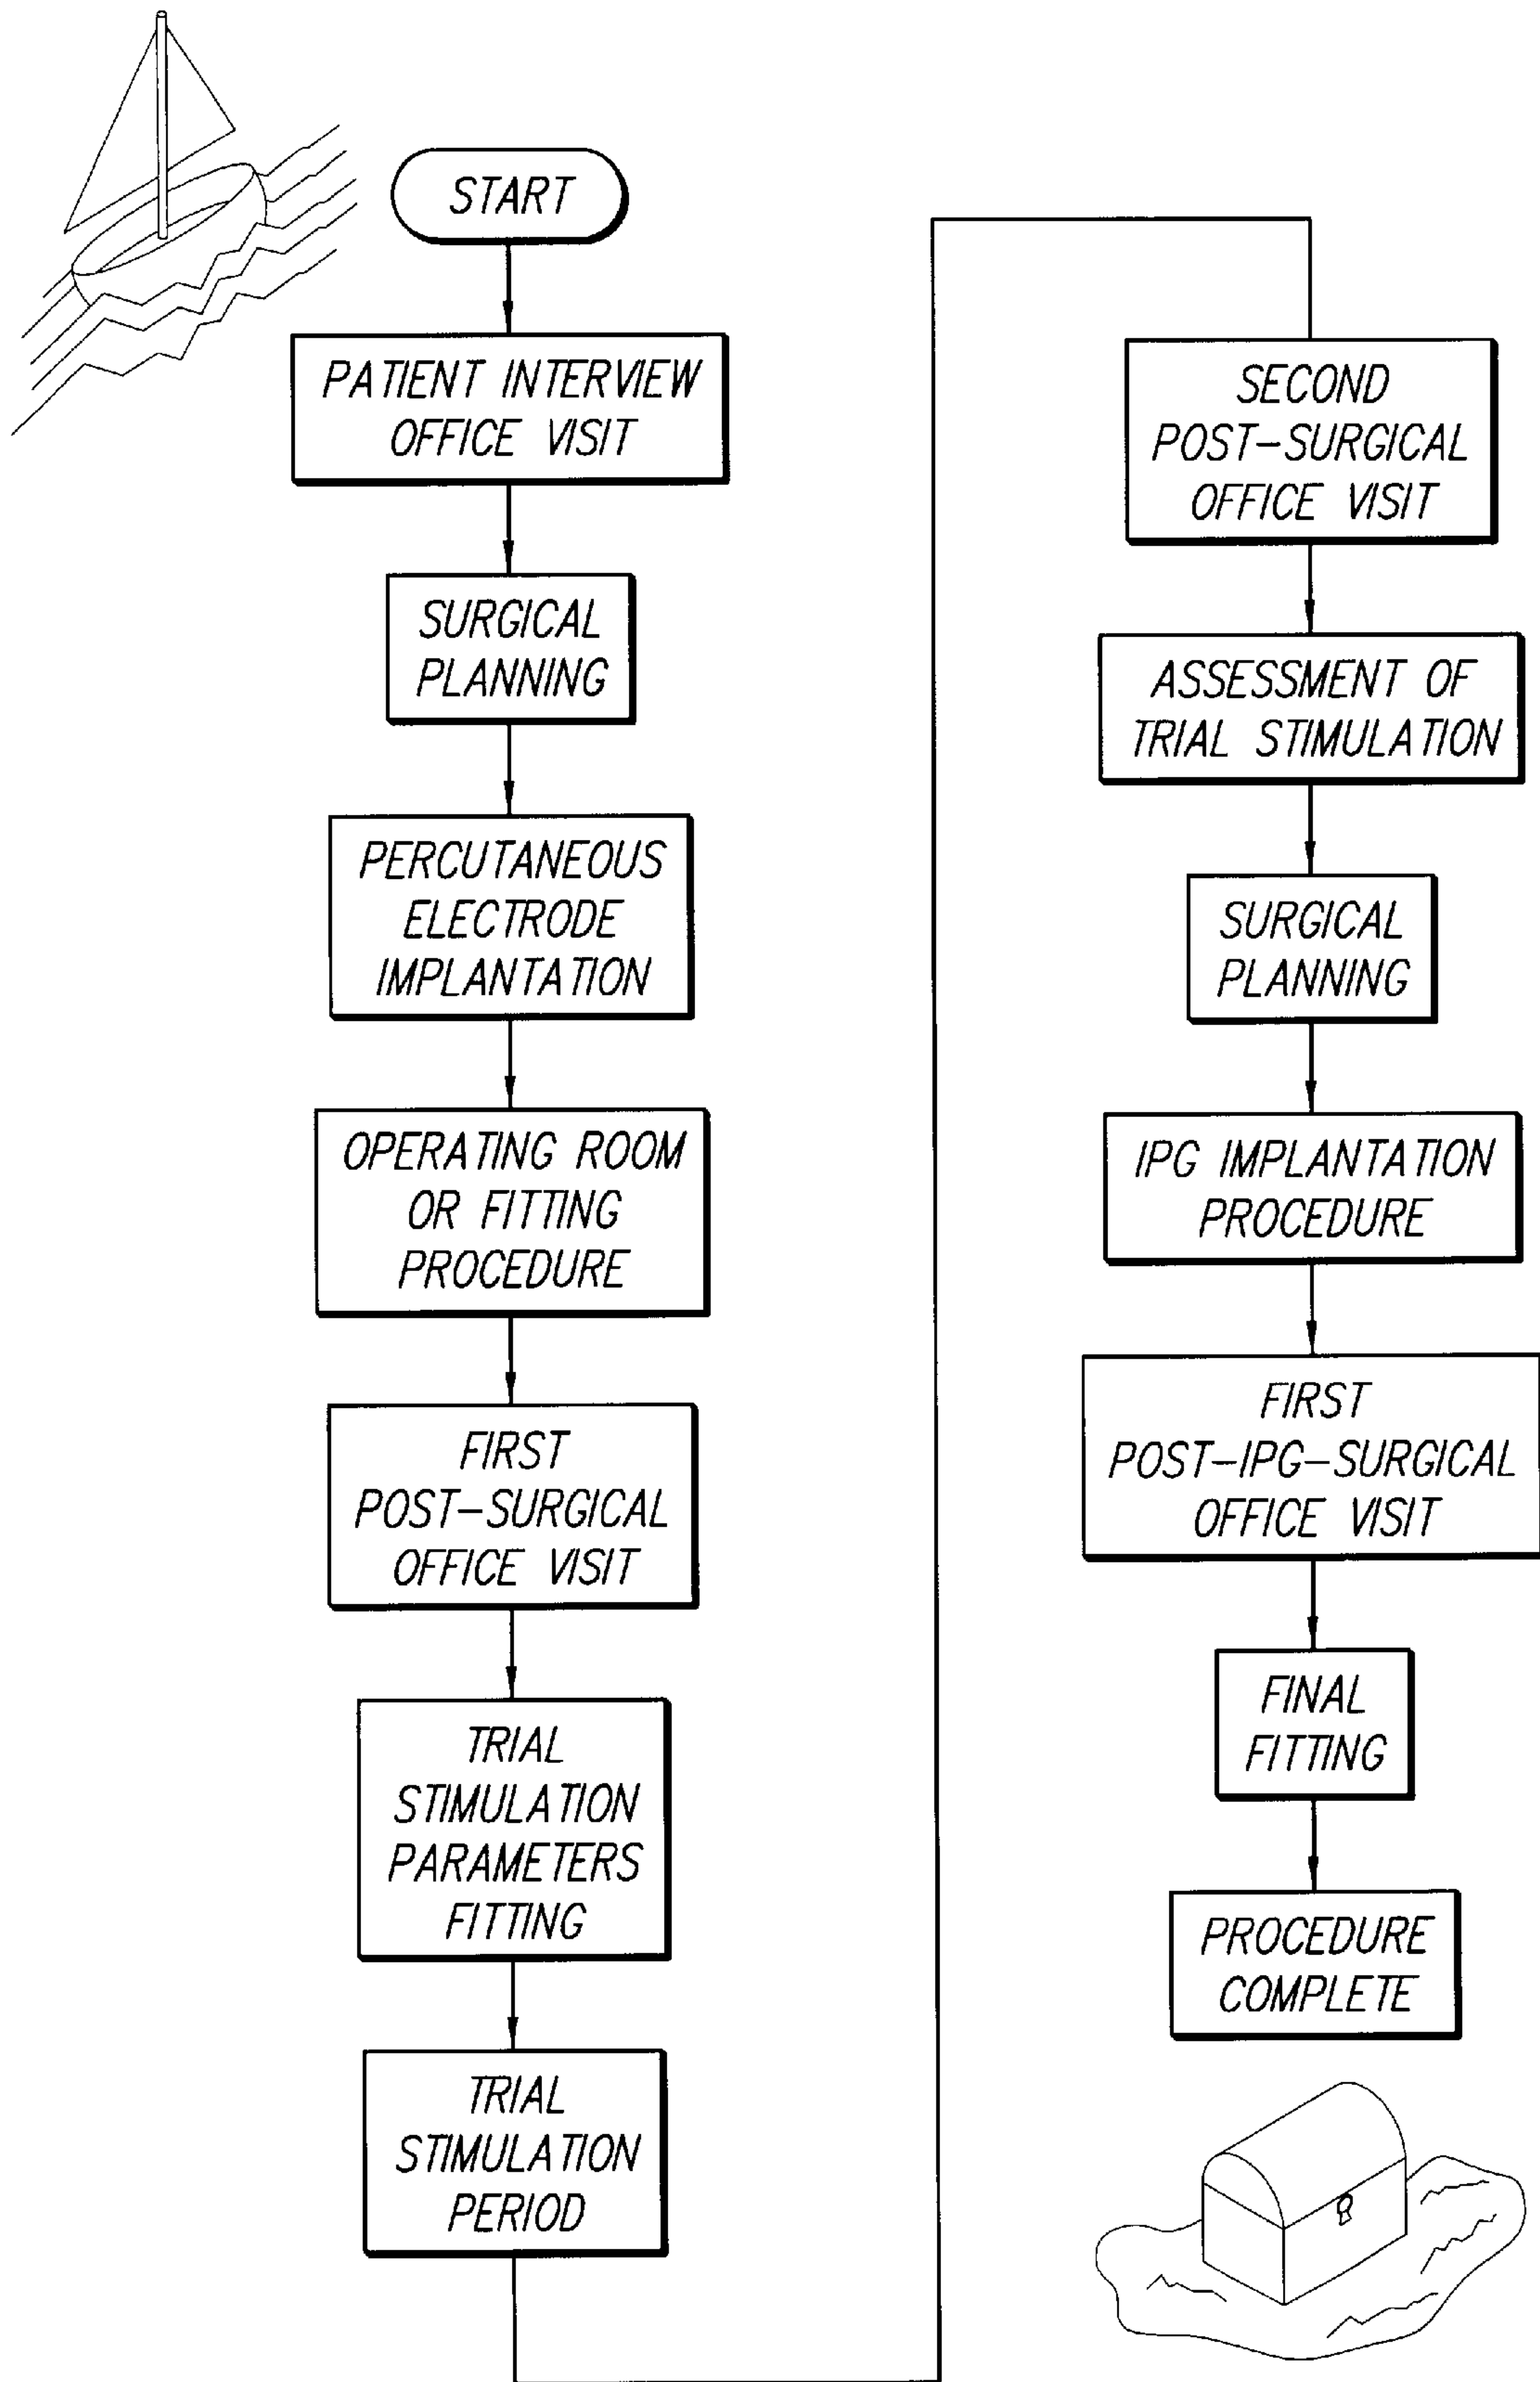 START
PATIENT INTERVIEW
OFFICE VISIT
SURGICAL
PLANNING
PERCUTANEOUS
ELECTRODE
IMPLANTATION
OPERATING ROOM
OR FITTING
PROCEDURE
FIRST
POST-SURGICAL
OFFICE VISIT
TRIAL
STIMULATION
PARAMETERS
FITTING
TRIAL
STIMULATION
PERIOD
SECOND
POST-SURGICAL
OFFICE VISIT
ASSESSMENT OF
TRIAL STIMULATION
SURGICAL
PLANNING
IPG IMPLANTATION
PROCEDURE
FIRST
POST-IPG-SURGICAL
OFFICE VISIT
FINAL
FITTING
PROCEDURE
COMPLETE